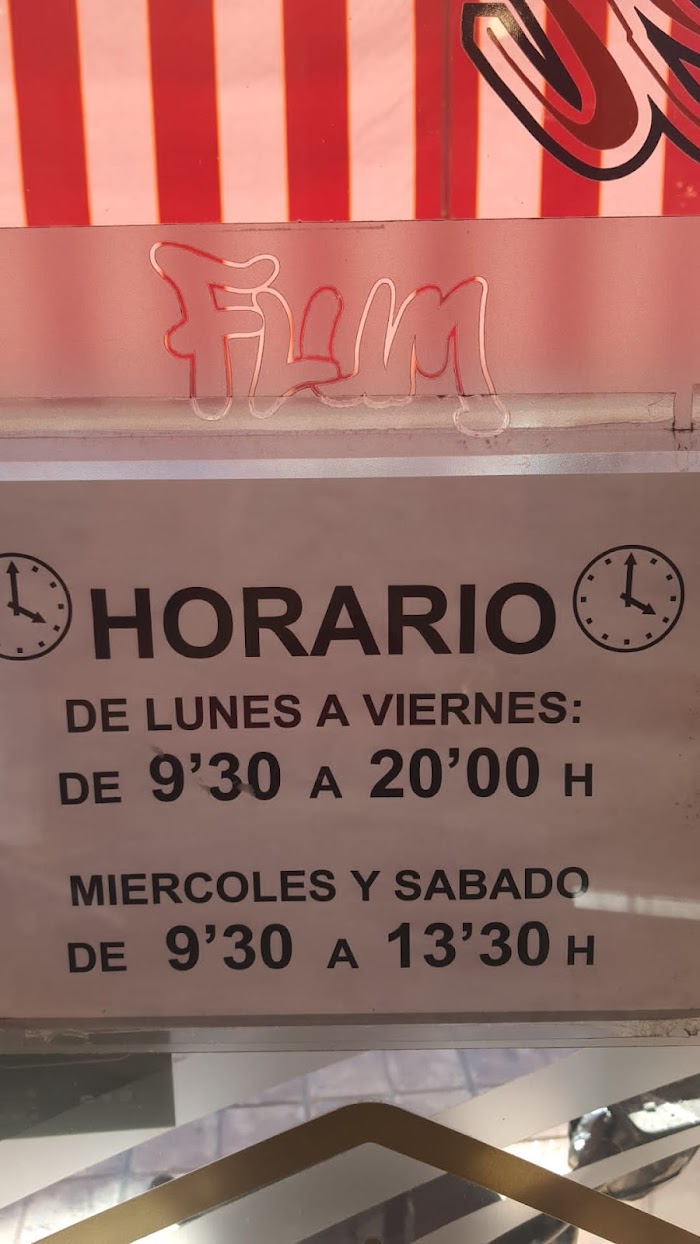 FLUM
HORARIO
DE LUNES A VIERNES:
DE 9'30 A 20'00 H
MIERCOLES Y SABADO
DE 9'30 A 13'30 H